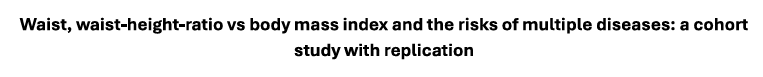 Waist, waist-height-ratio vs body mass index and the risks of multiple diseases: a cohort
study with replication